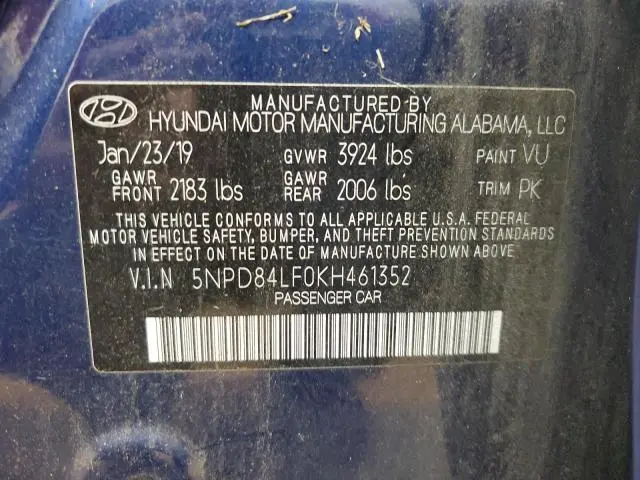 MANUFACTURED BY
HYUNDAI MOTOR MANUFACTURING ALABAMA, LLC
Jan/23/19 GVWR 3924 lbs PAINT VU
GAWR FRONT 2183 lbs GAWR REAR 2006 lbs TRIM PK
THIS VEHICLE CONFORMS TO ALL APPLICABLE U.S.A. FEDERAL
MOTOR VEHICLE SAFETY, BUMPER, AND THEFT PREVENTION STANDARDS
IN EFFECT ON THE DATE OF MANUFACTURE SHOWN ABOVE
V.I.N 5NPD84LF0KH461352
PASSENGER CAR